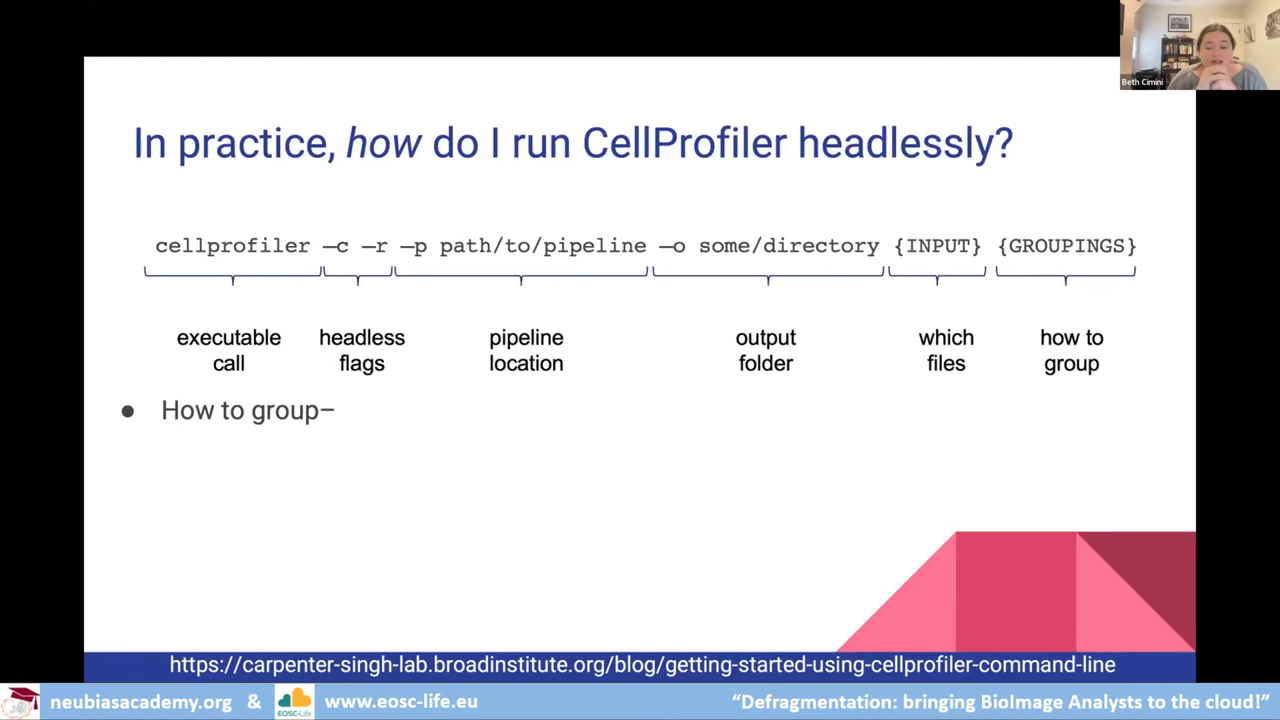 Beth Cimini
In practice, how do I run CellProfiler headlessly?
cellprofiler –c –r –p path/to/pipeline –o some/directory {INPUT} {GROUPINGS}
executable call
headless flags
pipeline location
output folder
which files
how to group
● How to group–
https://carpenter-singh-lab.broadinstitute.org/blog/getting-started-using-cellprofiler-command-line
neubiasacademy.org & EOSC-Life www.eosc-life.eu “Defragmentation: bringing BioImage Analysts to the cloud!”